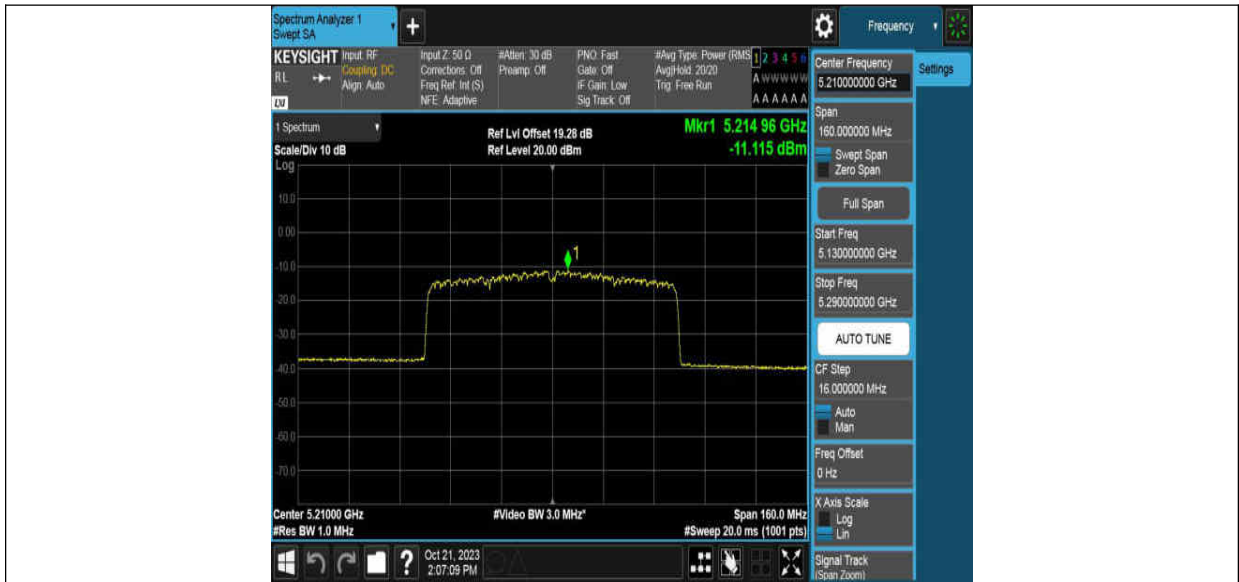 Spectrum Analyzer 1
Swept SA
+
Frequency
KEYSIGHT
RL
LXI
Input: RF
Coupling: DC
Align: Auto
Input Z: 50 Ω
Corrections: Off
Freq Ref: Int (S)
NFE: Adaptive
#Atten: 30 dB
Preamp: Off
PNO: Fast
Gate: Off
IF Gain: Low
Sig Track: Off
#Avg Type: Power (RMS
Avg|Hold: 20/20
Trig: Free Run
1 2 3 4 5 6
A W W W W W
A A A A A A
1 Spectrum
Scale/Div 10 dB
Log
Ref Lvl Offset 19.28 dB
Ref Level 20.00 dBm
Mkr1 5.214 96 GHz
-11.115 dBm
10.0
0.00
-10.0
-20.0
-30.0
-40.0
-50.0
-60.0
-70.0
1
Center 5.21000 GHz
#Res BW 1.0 MHz
#Video BW 3.0 MHz*
Span 160.0 MHz
#Sweep 20.0 ms (1001 pts)
?
Oct 21, 2023
2:07:09 PM
Center Frequency
5.210000000 GHz
Span
160.000000 MHz
Swept Span
Zero Span
Full Span
Start Freq
5.130000000 GHz
Stop Freq
5.290000000 GHz
AUTO TUNE
CF Step
16.000000 MHz
Auto
Man
Freq Offset
0 Hz
X Axis Scale
Log
Lin
Signal Track
(Span Zoom)
Settings